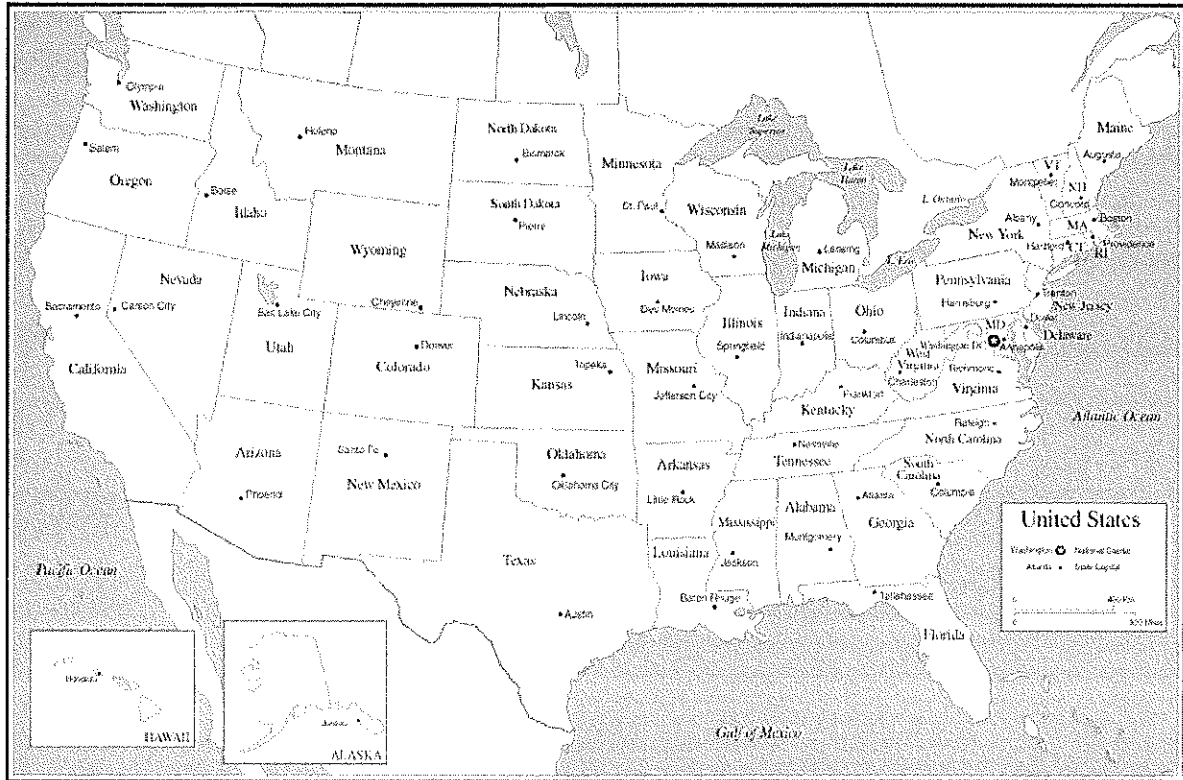 Olympia
Washington
Salem
Oregon
Helena
Montana
Boise
Idaho
North Dakota
Bismarck
South Dakota
Pierre
Minnesota
St. Paul
Wyoming
Cheyenne
Nevada
Carson City
Sacramento
California
Salt Lake City
Utah
Denver
Colorado
Nebraska
Lincoln
Kansas
Topeka
Iowa
Des Moines
Wisconsin
Madison
Lake
Superior
Lake
Huron
Lake
Michigan
Lansing
Michigan
L. Ontario
L. Erie
Illinois
Springfield
Indiana
Indianapolis
Ohio
Columbus
Missouri
Jefferson City
Kentucky
Frankfort
West
Virginia
Charleston
Virginia
Richmond
Pennsylvania
Harrisburg
New York
Albany
Maine
Augusta
VT
Montpelier
NH
Concord
MA
Boston
Hartford
CT
RI
Trenton
New Jersey
Dover
Delaware
MD
Annapolis
Washington DC
Arizona
Phoenix
Santa Fe
New Mexico
Oklahoma
Oklahoma City
Texas
Austin
Arkansas
Little Rock
Louisiana
Baton Rouge
Mississippi
Jackson
Alabama
Montgomery
Tennessee
Nashville
Georgia
Atlanta
North Carolina
Raleigh
South
Carolina
Columbia
Florida
Tallahassee
Pacific Ocean
Atlantic Ocean
Gulf of Mexico
Honolulu
HAWAII
Juneau
ALASKA
United States
Washington National Capital
Atlanta State Capital
0 400 Km
0 300 Miles